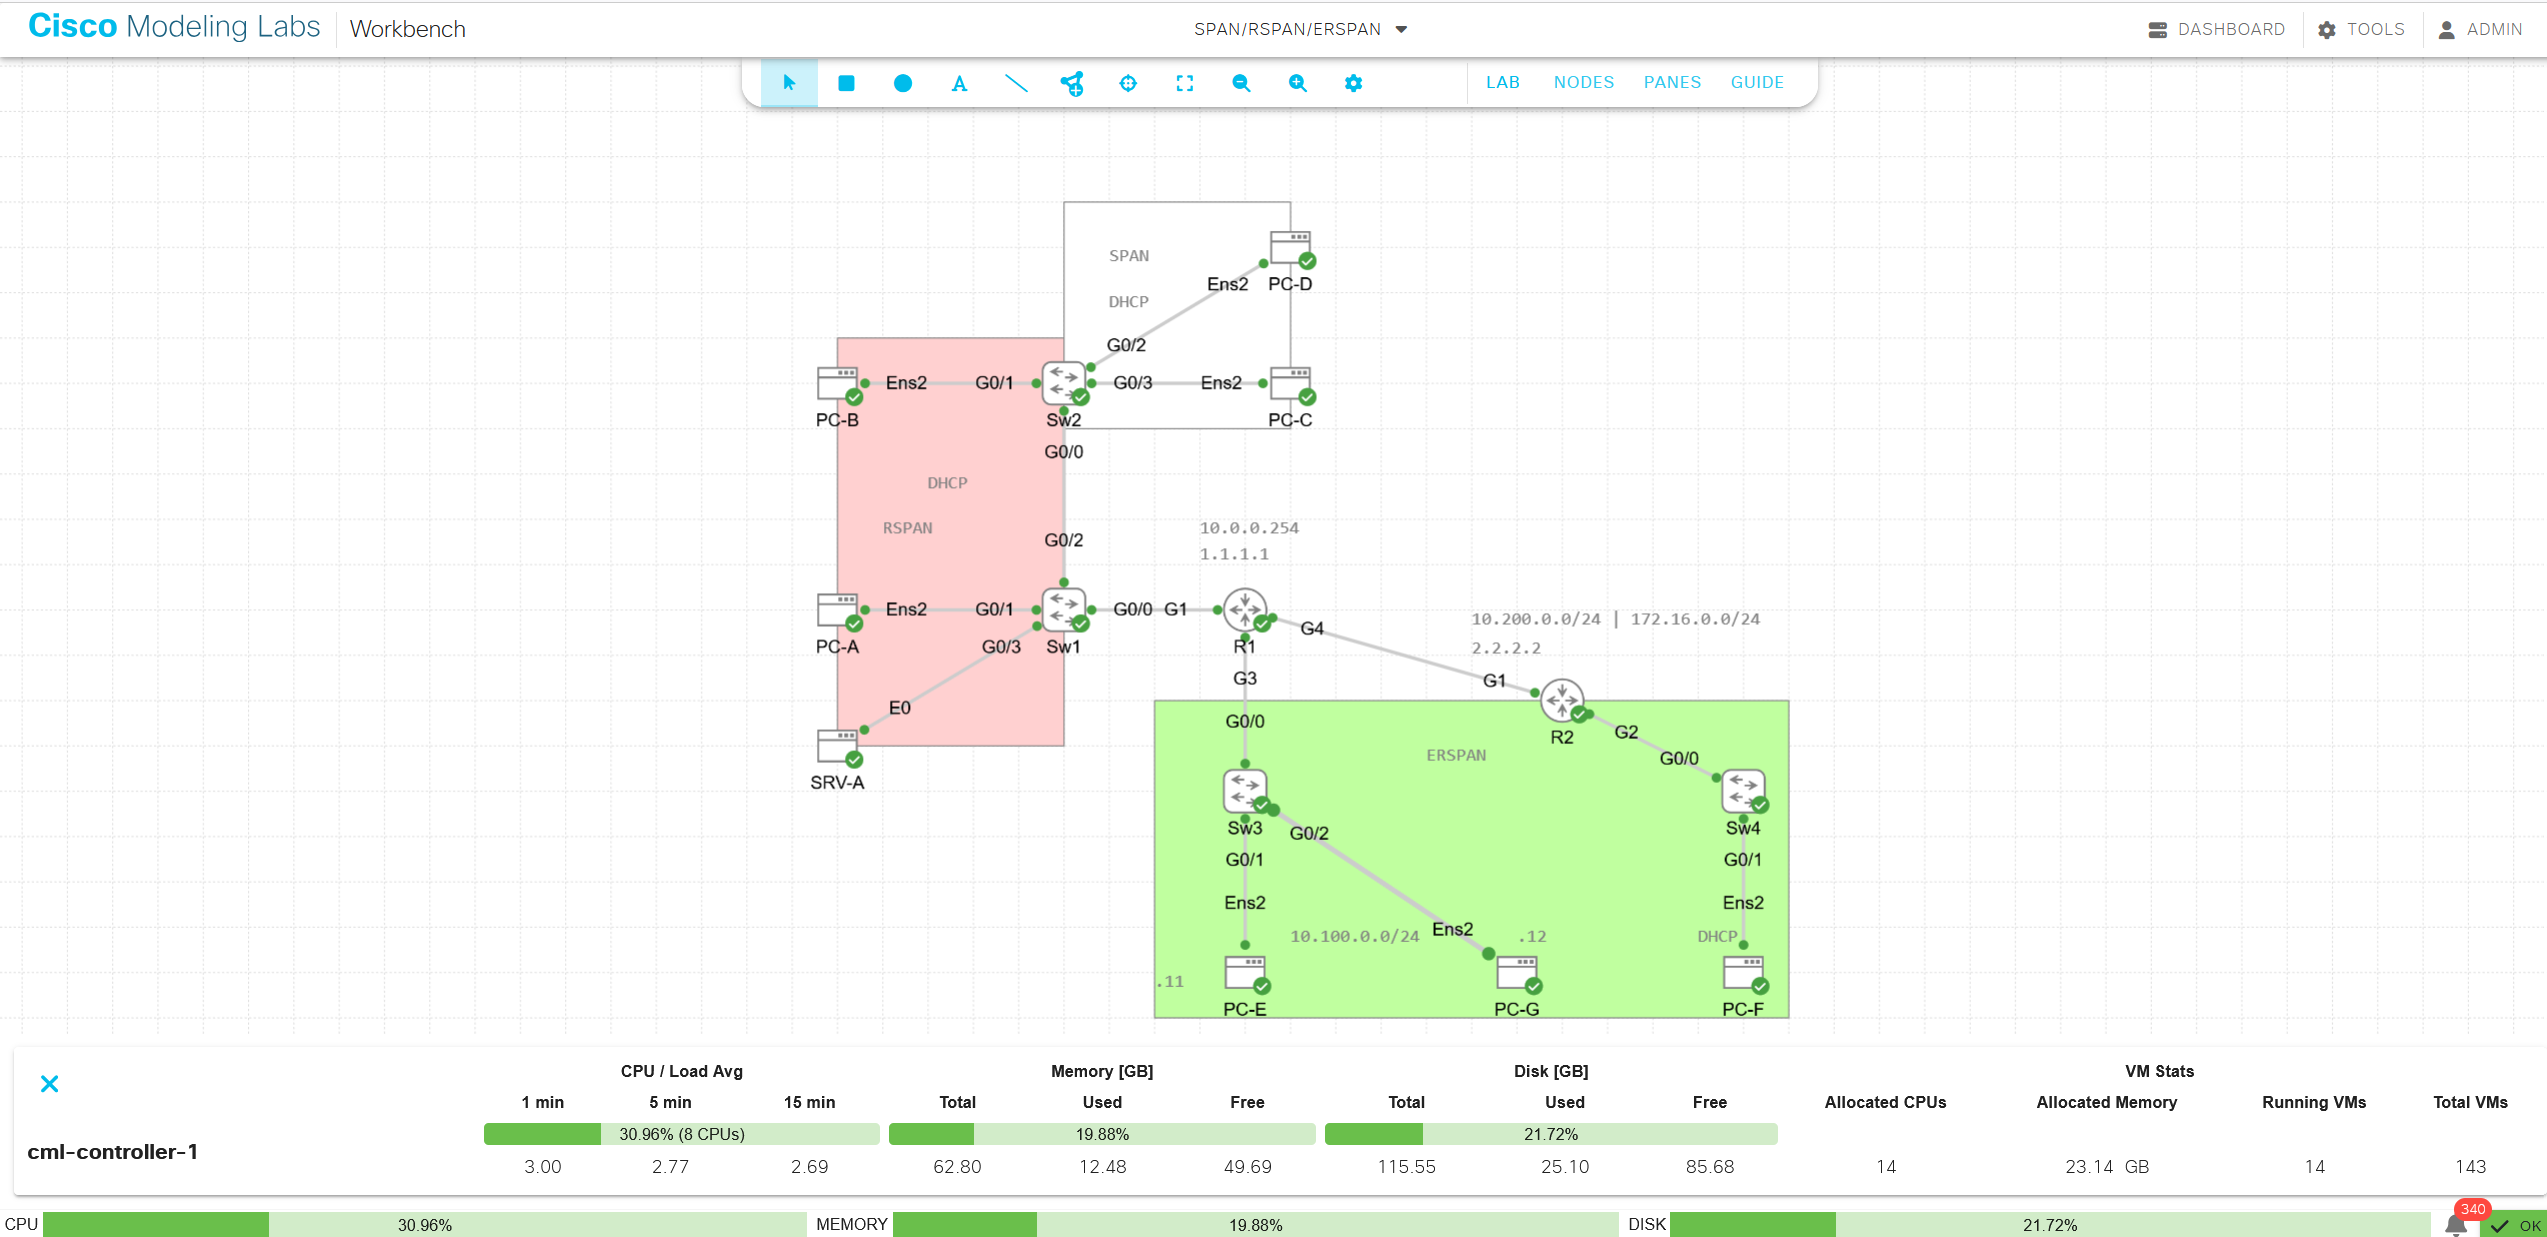 Cisco Modeling Labs Workbench SPAN/RSPAN/ERSPAN DASHBOARD TOOLS ADMIN
A LAB NODES PANES GUIDE
SPAN
Ens2 PC-D
DHCP
G0/2
PC-B Ens2 G0/1 Sw2 G0/3 Ens2 PC-C
G0/0
DHCP
RSPAN 10.0.0.254
G0/2 1.1.1.1
Ens2 G0/1 G0/0 G1
G4 10.200.0.0/24 | 172.16.0.0/24
PC-A G0/3 Sw1 R1 2.2.2.2
G3 G1
E0
G0/0 R2 G2
ERSPAN G0/0
SRV-A
Sw3 G0/2 Sw4
G0/1 G0/1
Ens2 Ens2
10.100.0.0/24 Ens2 .12 DHCP
.11
PC-E PC-G PC-F
CPU / Load Avg Memory [GB] Disk [GB] VM Stats
1 min 5 min 15 min Total Used Free Total Used Free Allocated CPUs Allocated Memory Running VMs Total VMs
30.96% (8 CPUs) 19.88% 21.72%
cml-controller-1
3.00 2.77 2.69 62.80 12.48 49.69 115.55 25.10 85.68 14 23.14 GB 14 143
CPU 30.96% MEMORY 19.88% DISK 21.72% 340 OK